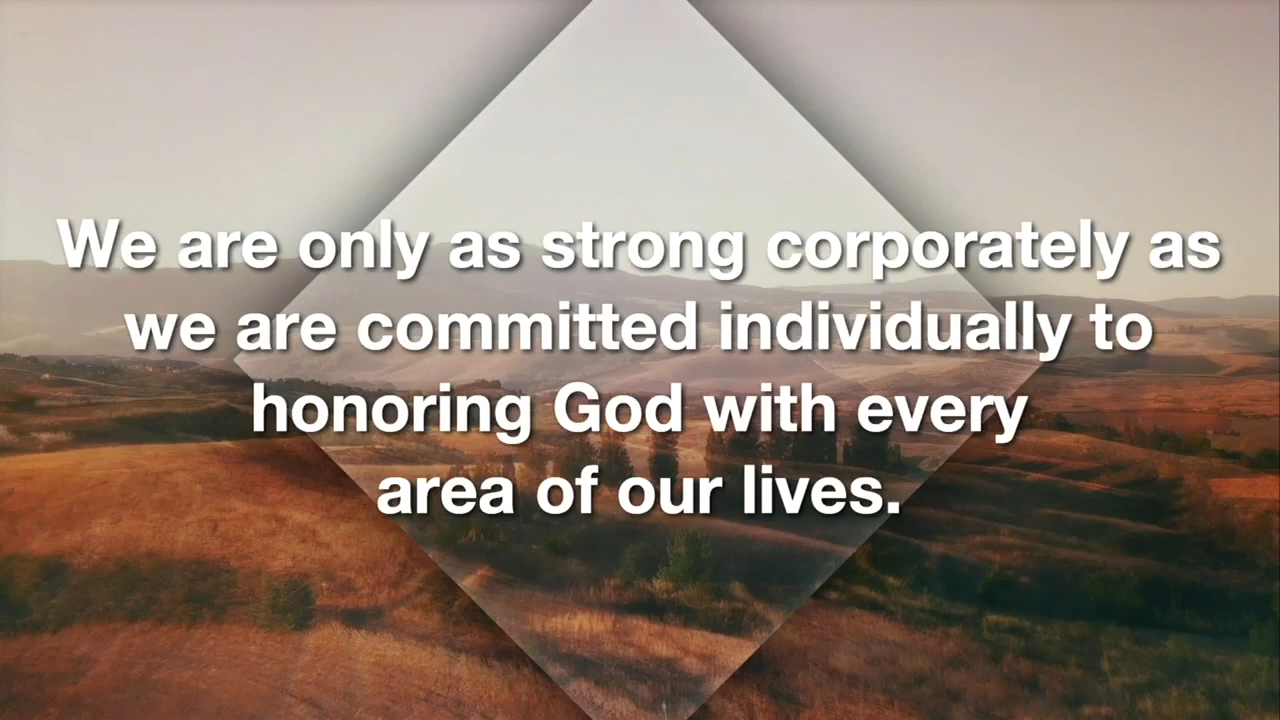 We are only as strong corporately as
we are committed individually to
honoring God with every
area of our lives.